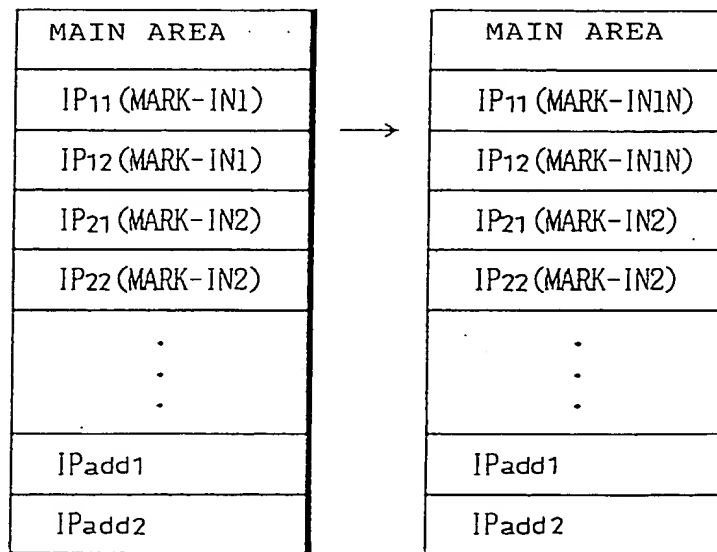 MAIN AREA
IP11(MARK-IN1)
IP12(MARK-IN1)
IP21(MARK-IN2)
IP22(MARK-IN2)
IPadd1
IPadd2
→
MAIN AREA
IP11(MARK-IN1N)
IP12(MARK-IN1N)
IP21(MARK-IN2)
IP22(MARK-IN2)
IPadd1
IPadd2